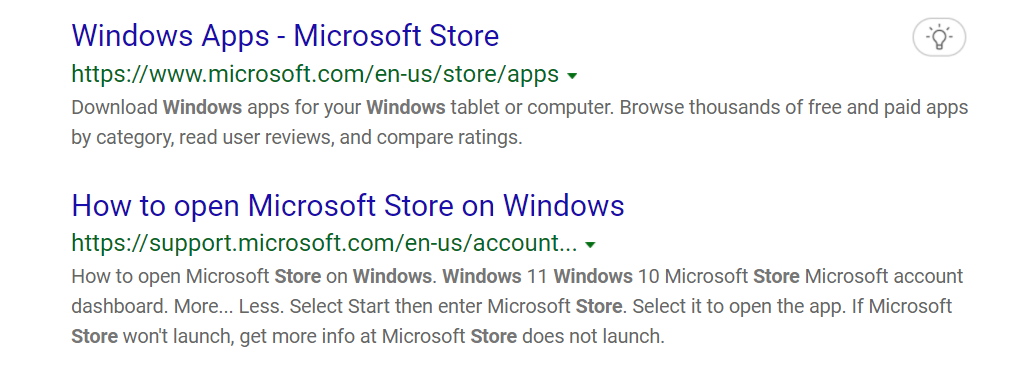 Windows Apps - Microsoft Store
https://www.microsoft.com/en-us/store/apps
Download Windows apps for your Windows tablet or computer. Browse thousands of free and paid apps
by category, read user reviews, and compare ratings.
How to open Microsoft Store on Windows
https://support.microsoft.com/en-us/account...
How to open Microsoft Store on Windows. Windows 11 Windows 10 Microsoft Store Microsoft account
dashboard. More... Less. Select Start then enter Microsoft Store. Select it to open the app. If Microsoft
Store won't launch, get more info at Microsoft Store does not launch.